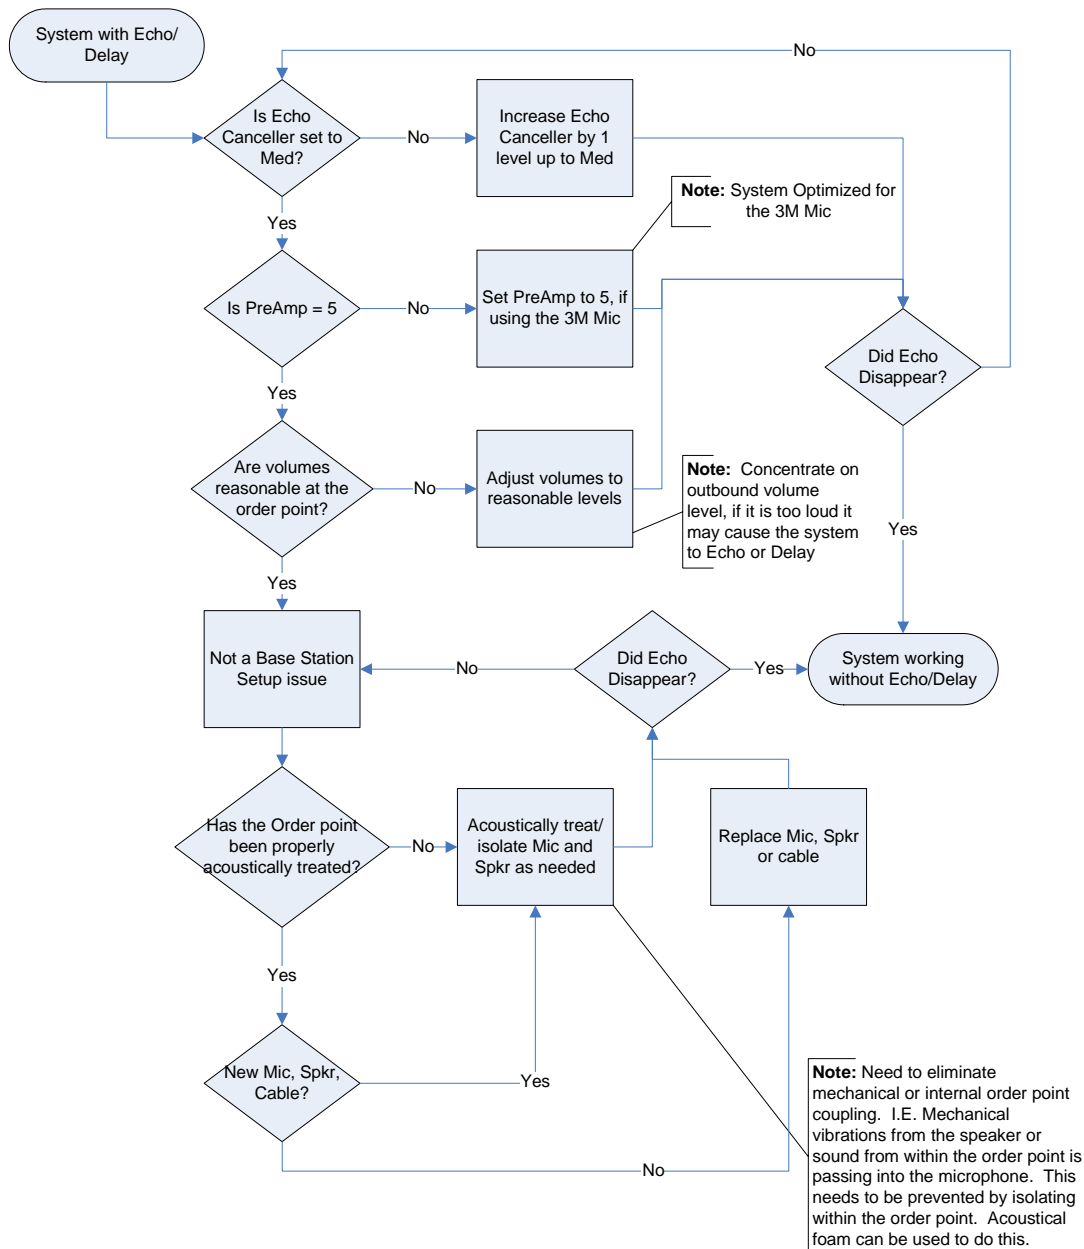 System with Echo/
Delay
No
Is Echo
Canceller set to
Med?
No
Increase Echo
Canceller by 1
level up to Med
Note: System Optimized for
the 3M Mic
Yes
Is PreAmp = 5
No
Set PreAmp to 5, if
using the 3M Mic
Did Echo
Disappear?
Yes
Are volumes
reasonable at the
order point?
No
Adjust volumes to
reasonable levels
Note: Concentrate on
outbound volume
level, if it is too loud it
may cause the system
to Echo or Delay
Yes
Yes
Not a Base Station
Setup issue
No
Did Echo
Disappear?
Yes
System working
without Echo/Delay
Has the Order point
been properly
acoustically treated?
No
Acoustically treat/
isolate Mic and
Spkr as needed
Replace Mic, Spkr
or cable
Yes
New Mic, Spkr,
Cable?
Yes
No
Note: Need to eliminate
mechanical or internal order point
coupling. I.E. Mechanical
vibrations from the speaker or
sound from within the order point is
passing into the microphone. This
needs to be prevented by isolating
within the order point. Acoustical
foam can be used to do this.